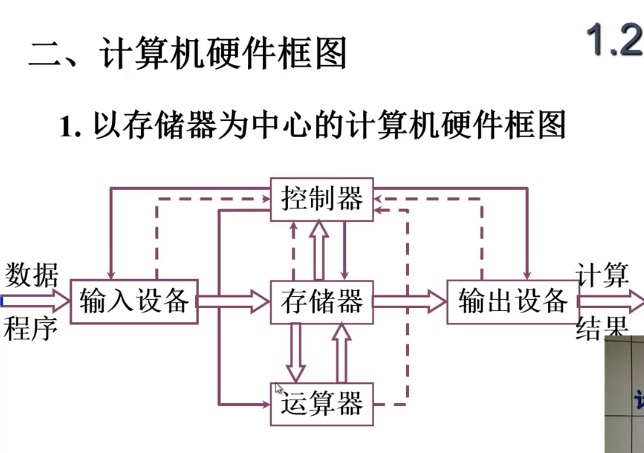 1.2
二、计算机硬件框图
1. 以存储器为中心的计算机硬件框图
控制器
数据
程序
输入设备
存储器
输出设备
计算
结果
运算器